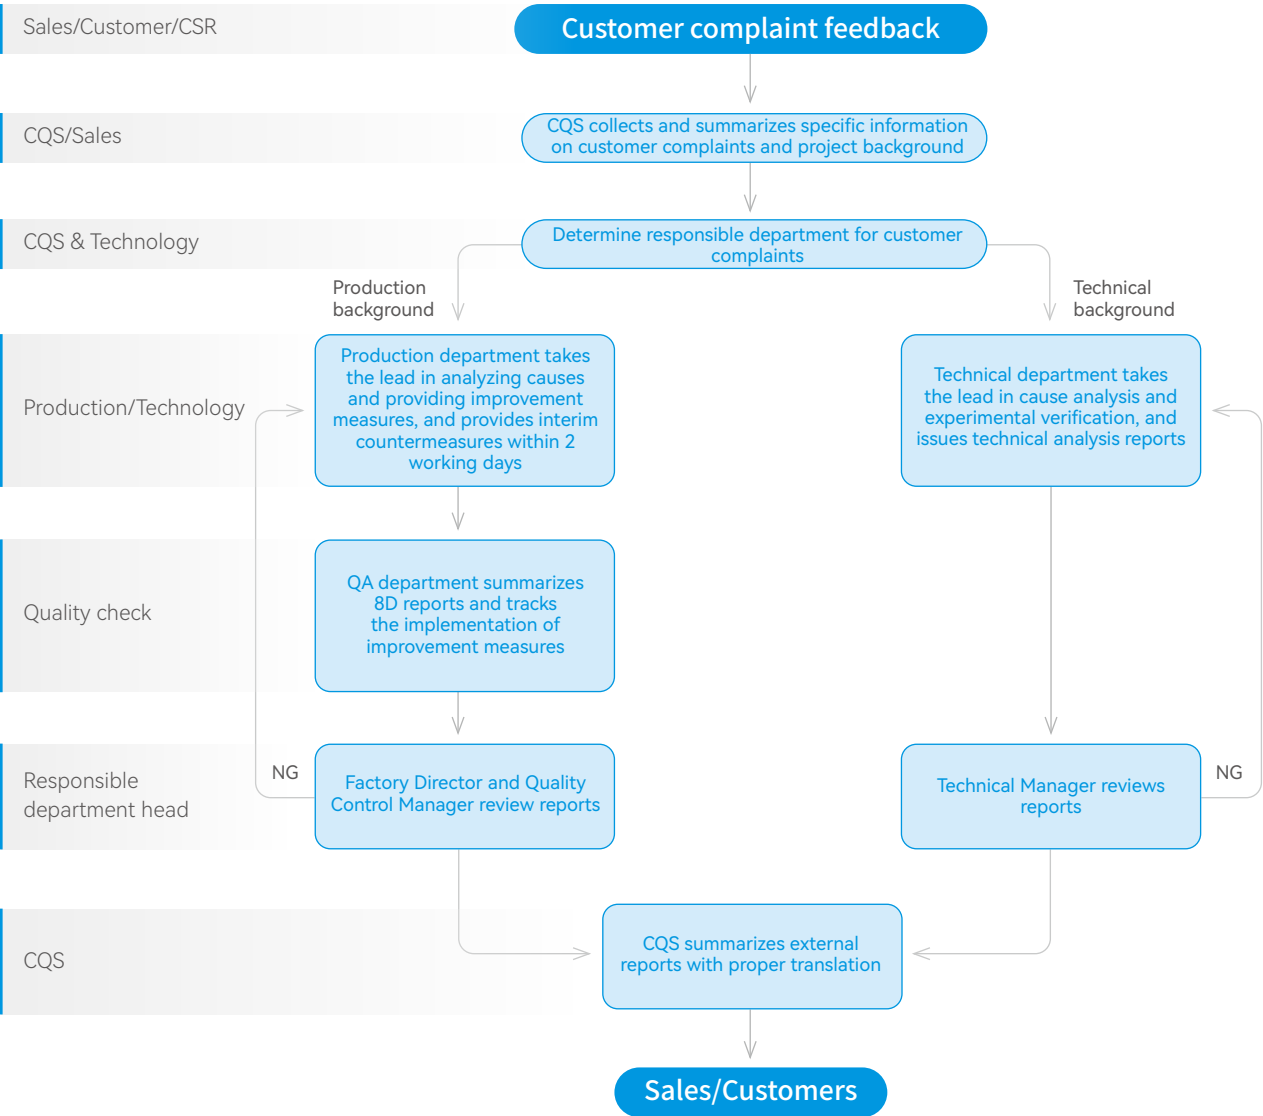 Sales/Customer/CSR
Customer complaint feedback
CQS/Sales
CQS collects and summarizes specific information
on customer complaints and project background
CQS & Technology
Determine responsible department for customer
complaints
Production
background
Technical
background
Production/Technology
Production department takes
the lead in analyzing causes
and providing improvement
measures, and provides interim
countermeasures within 2
working days
Technical department takes
the lead in cause analysis and
experimental verification, and
issues technical analysis reports
Quality check
QA department summarizes
8D reports and tracks
the implementation of
improvement measures
Responsible
department head
NG
Factory Director and Quality
Control Manager review reports
Technical Manager reviews
reports
NG
CQS
CQS summarizes external
reports with proper translation
Sales/Customers